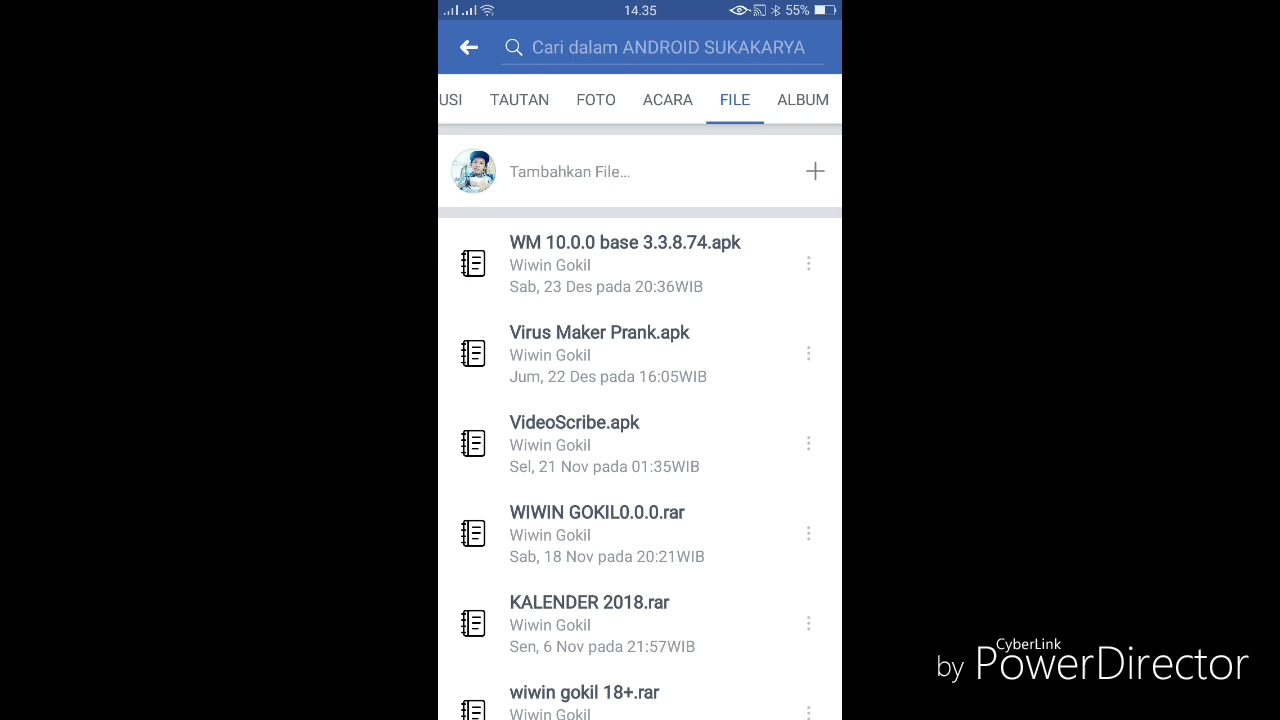 14.35
55%
Cari dalam ANDROID SUKAKARYA
USI TAUTAN FOTO ACARA FILE ALBUM
Tambahkan File...
WM 10.0.0 base 3.3.8.74.apk
Wiwin Gokil
Sab, 23 Des pada 20:36WIB
Virus Maker Prank.apk
Wiwin Gokil
Jum, 22 Des pada 16:05WIB
VideoScribe.apk
Wiwin Gokil
Sel, 21 Nov pada 01:35WIB
WIWIN GOKIL0.0.0.rar
Wiwin Gokil
Sab, 18 Nov pada 20:21WIB
KALENDER 2018.rar
Wiwin Gokil
Sen, 6 Nov pada 21:57WIB
wiwin gokil 18+.rar
Wiwin Gokil
CyberLink
by PowerDirector